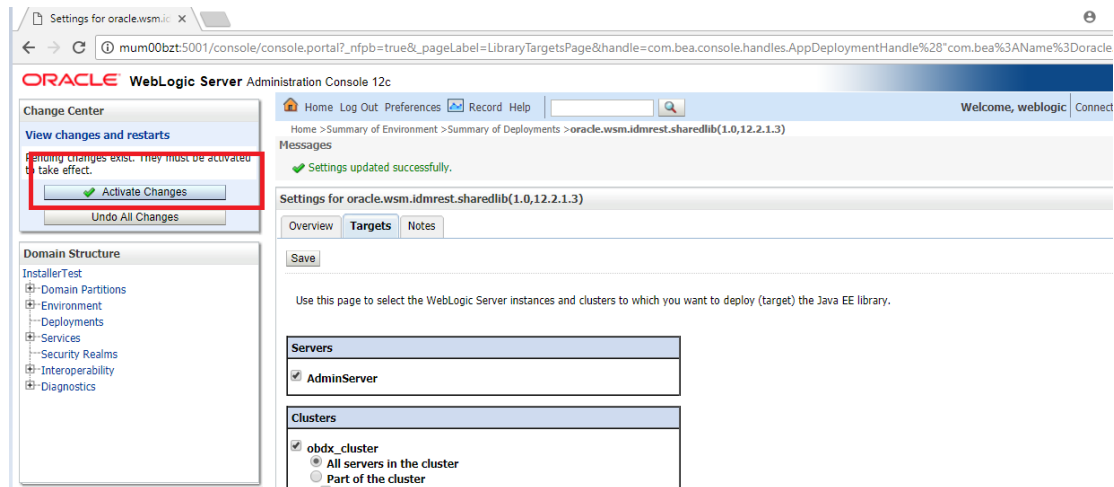 Settings for oracle.wsm.ic
mum00bzt:5001/console/console.portal?_nfpb=true&_pageLabel=LibraryTargetsPage&handle=com.bea.console.handles.AppDeploymentHandle%28"com.bea%3AName%3Doracle.
ORACLE WebLogic Server Administration Console 12c
Change Center
View changes and restarts
Pending changes exist. They must be activated
to take effect.
Activate Changes
Undo All Changes
Domain Structure
InstallerTest
Domain Partitions
Environment
Deployments
Services
Security Realms
Interoperability
Diagnostics
Home Log Out Preferences Record Help
Welcome, weblogic Connect
Home >Summary of Environment >Summary of Deployments >oracle.wsm.idmrest.sharedlib(1.0,12.2.1.3)
Messages
Settings updated successfully.
Settings for oracle.wsm.idmrest.sharedlib(1.0,12.2.1.3)
Overview Targets Notes
Save
Use this page to select the WebLogic Server instances and clusters to which you want to deploy (target) the Java EE library.
Servers
AdminServer
Clusters
obdx_cluster
All servers in the cluster
Part of the cluster